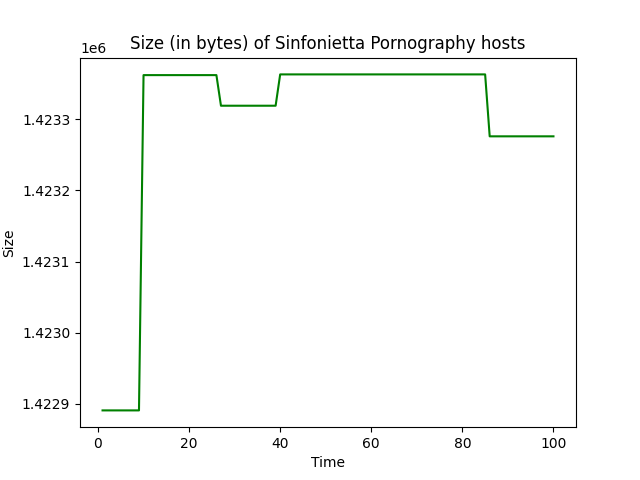 Size (in bytes) of Sinfonietta Pornography hosts
1e6
1.4233
1.4232
1.4231
1.4230
1.4229
Size
0 20 40 60 80 100
Time